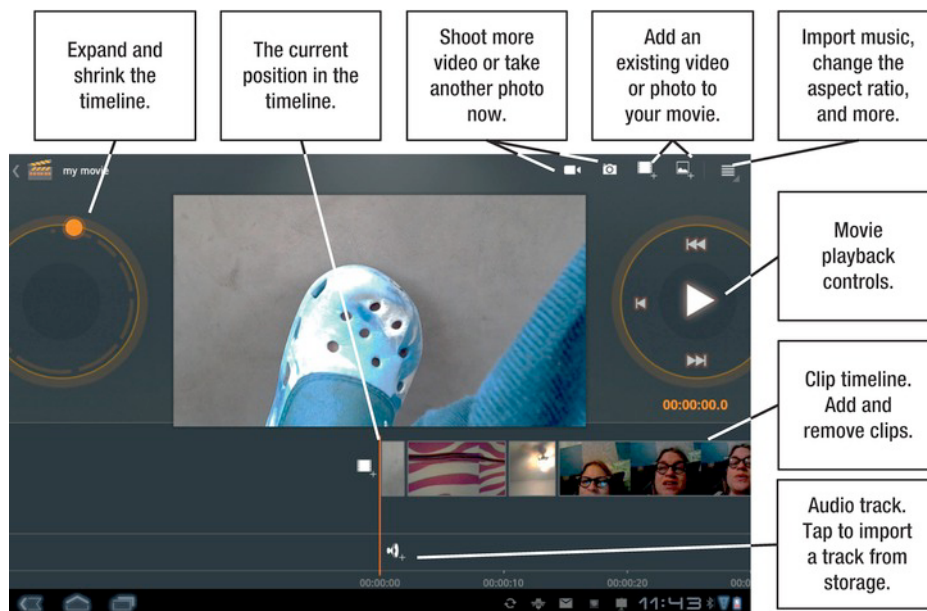 Expand and
shrink the
timeline.
The current
position in the
timeline.
Shoot more
video or take
another photo
now.
Add an
existing video
or photo to
your movie.
Import music,
change the
aspect ratio,
and more.
my movie
Movie
playback
controls.
00:00:00.0
Clip timeline.
Add and
remove clips.
Audio track.
Tap to import
a track from
storage.
00:00:00
00:00:10
00:00:20
00:0
11:43